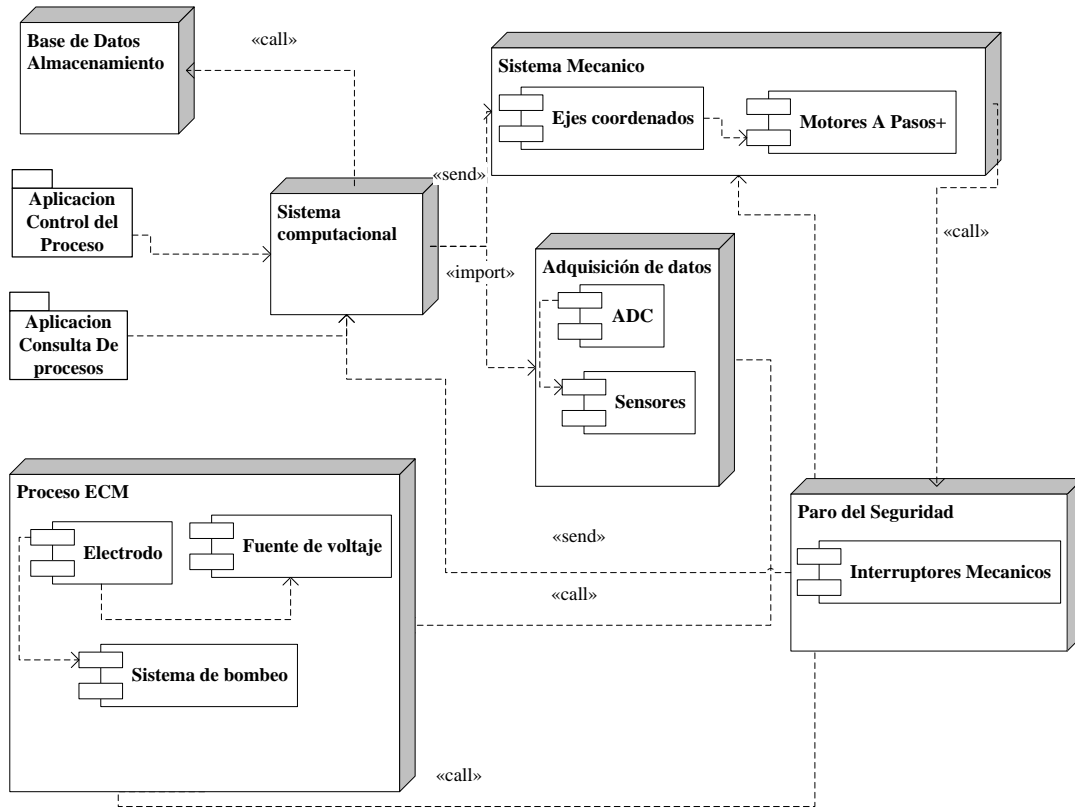 Base de Datos
Almacenamiento
«call»
Sistema Mecanico
Ejes coordenados
Motores A Pasos+
«send»
Aplicacion
Control del
Proceso
Sistema
computacional
«call»
«import»
Adquisición de datos
ADC
Aplicacion
Consulta De
procesos
Sensores
Proceso ECM
Electrodo
Fuente de voltaje
Sistema de bombeo
«send»
«call»
Paro del Seguridad
Interruptores Mecanicos
«call»